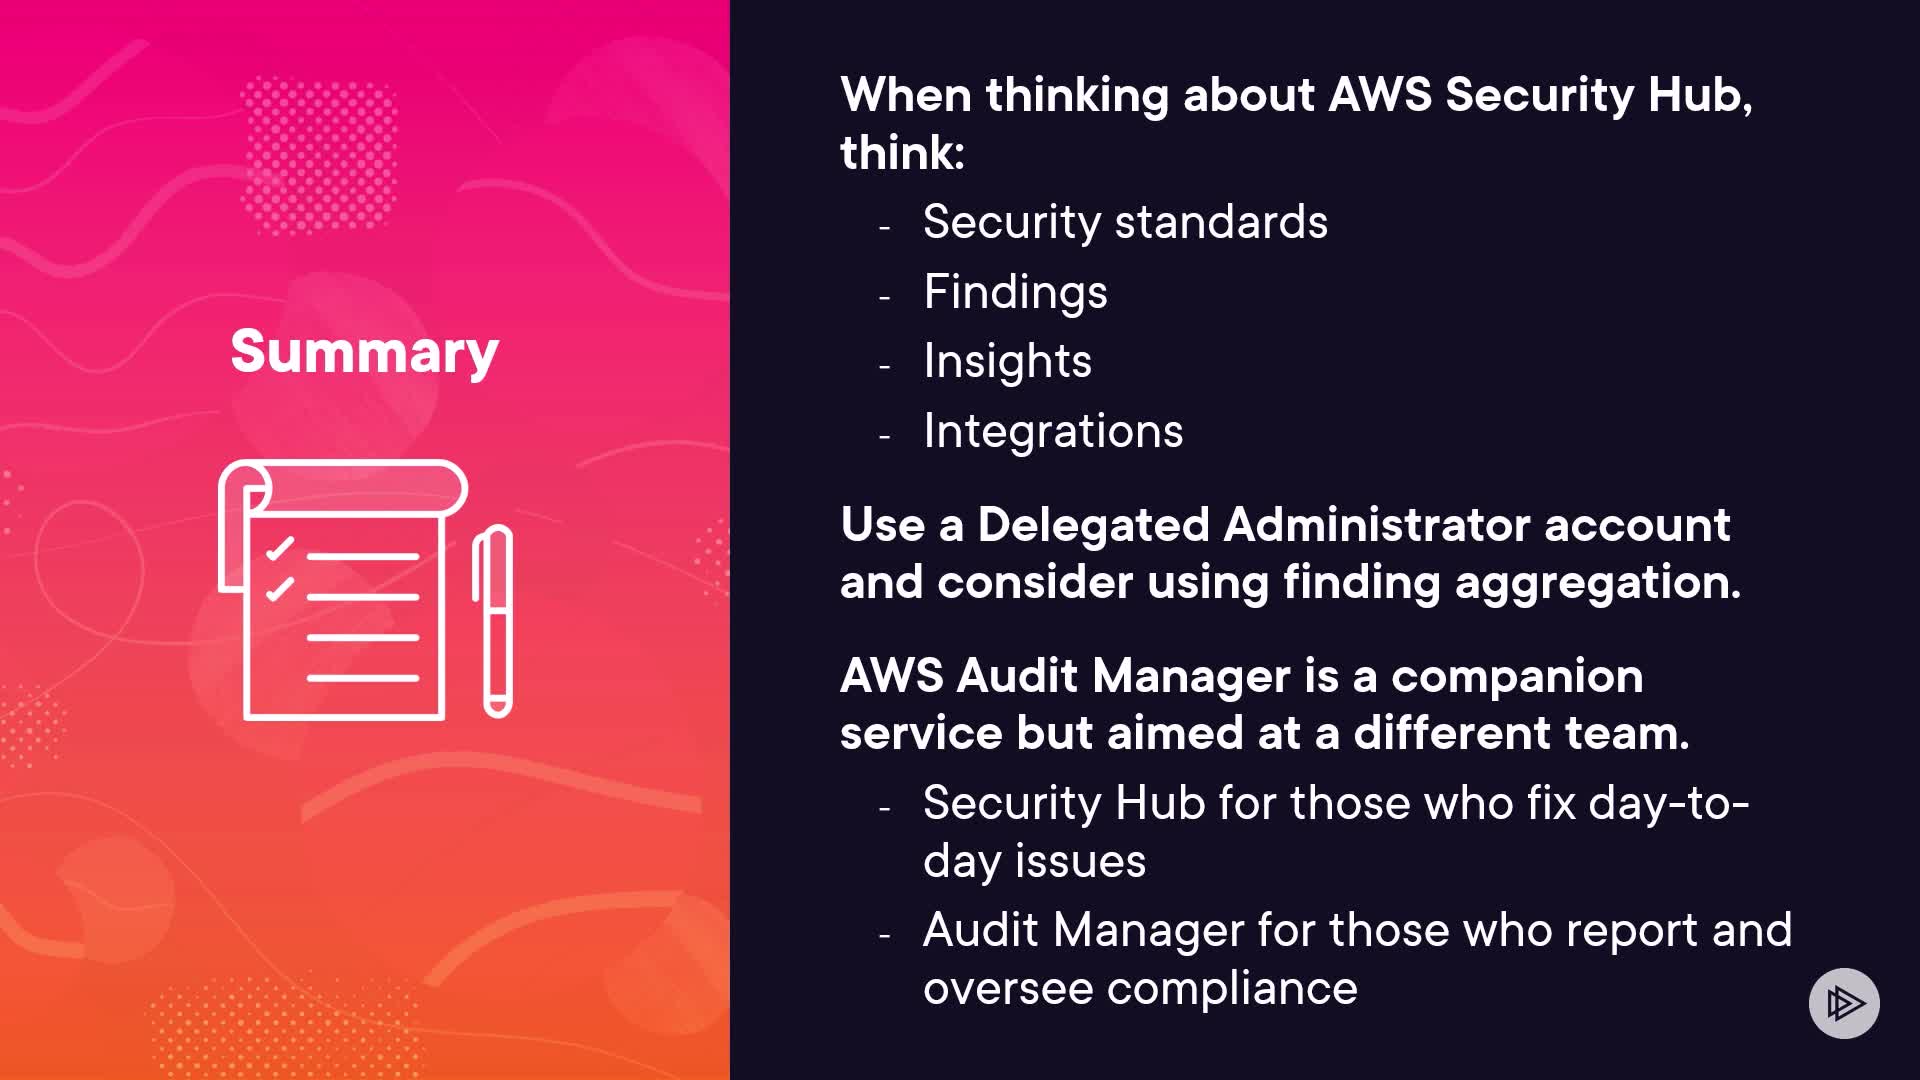 Summary
When thinking about AWS Security Hub,
think:
- Security standards
- Findings
- Insights
- Integrations
Use a Delegated Administrator account
and consider using finding aggregation.
AWS Audit Manager is a companion
service but aimed at a different team.
- Security Hub for those who fix day-to-
day issues
- Audit Manager for those who report and
oversee compliance